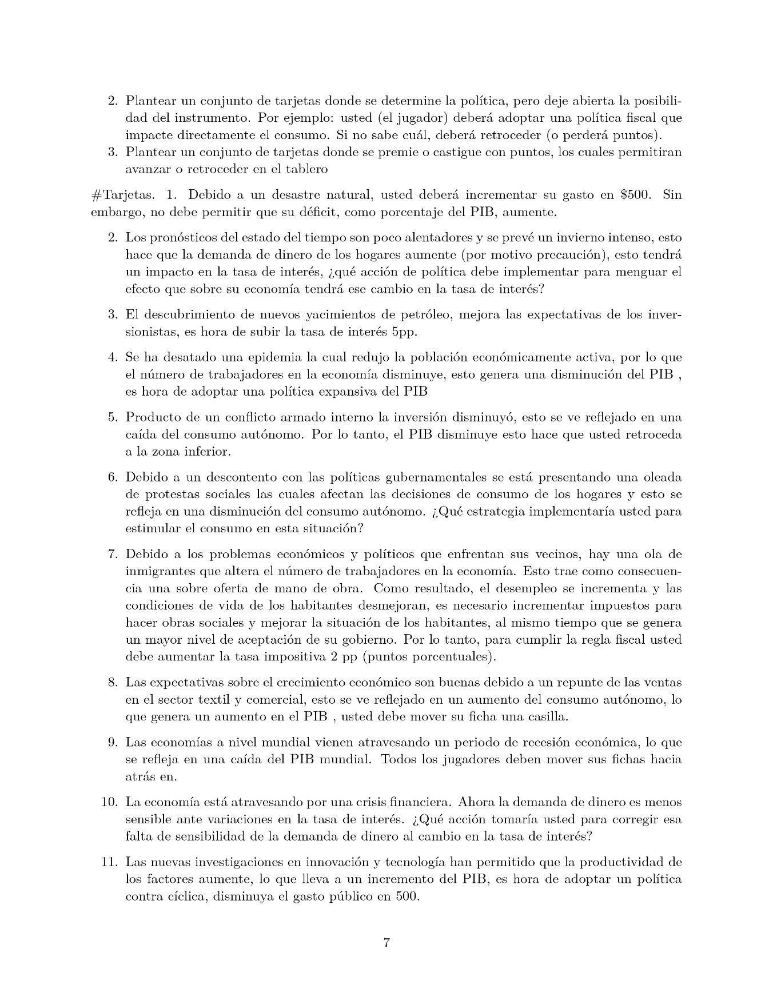 2. Plantear un conjunto de tarjetas donde se determine la política, pero deje abierta la posibili-
dad del instrumento. Por ejemplo: usted (el jugador) deberá adoptar una política fiscal que
impacte directamente el consumo. Si no sabe cuál, deberá retroceder (o perderá puntos).
3. Plantear un conjunto de tarjetas donde se premie o castigue con puntos, los cuales permitiran
avanzar o retroceder en el tablero
#Tarjetas. 1. Debido a un desastre natural, usted deberá incrementar su gasto en $500. Sin
embargo, no debe permitir que su déficit, como porcentaje del PIB, aumente.
2. Los pronósticos del estado del tiempo son poco alentadores y se prevé un invierno intenso, esto
hace que la demanda de dinero de los hogares aumente (por motivo precaución), esto tendrá
un impacto en la tasa de interés, ¿qué acción de política debe implementar para menguar el
efecto que sobre su economía tendrá ese cambio en la tasa de interés?
3. El descubrimiento de nuevos yacimientos de petróleo, mejora las expectativas de los inver-
sionistas, es hora de subir la tasa de interés 5pp.
4. Se ha desatado una epidemia la cual redujo la población económicamente activa, por lo que
el número de trabajadores en la economía disminuye, esto genera una disminución del PIB ,
es hora de adoptar una política expansiva del PIB
5. Producto de un conflicto armado interno la inversión disminuyó, esto se ve reflejado en una
caída del consumo autónomo. Por lo tanto, el PIB disminuye esto hace que usted retroceda
a la zona inferior.
6. Debido a un descontento con las políticas gubernamentales se está presentando una oleada
de protestas sociales las cuales afectan las decisiones de consumo de los hogares y esto se
refleja en una disminución del consumo autónomo. ¿Qué estrategia implementaría usted para
estimular el consumo en esta situación?
7. Debido a los problemas económicos y políticos que enfrentan sus vecinos, hay una ola de
inmigrantes que altera el número de trabajadores en la economía. Esto trae como consecuen-
cia una sobre oferta de mano de obra. Como resultado, el desempleo se incrementa y las
condiciones de vida de los habitantes desmejoran, es necesario incrementar impuestos para
hacer obras sociales y mejorar la situación de los habitantes, al mismo tiempo que se genera
un mayor nivel de aceptación de su gobierno. Por lo tanto, para cumplir la regla fiscal usted
debe aumentar la tasa impositiva 2 pp (puntos porcentuales).
8. Las expectativas sobre el crecimiento económico son buenas debido a un repunte de las ventas
en el sector textil y comercial, esto se ve reflejado en un aumento del consumo autónomo, lo
que genera un aumento en el PIB , usted debe mover su ficha una casilla.
9. Las economías a nivel mundial vienen atravesando un periodo de recesión económica, lo que
se refleja en una caída del PIB mundial. Todos los jugadores deben mover sus fichas hacia
atrás en.
10. La economía está atravesando por una crisis financiera. Ahora la demanda de dinero es menos
sensible ante variaciones en la tasa de interés. ¿Qué acción tomaría usted para corregir esa
falta de sensibilidad de la demanda de dinero al cambio en la tasa de interés?
11. Las nuevas investigaciones en innovación y tecnología han permitido que la productividad de
los factores aumente, lo que lleva a un incremento del PIB, es hora de adoptar un política
contra cíclica, disminuya el gasto público en 500.
7